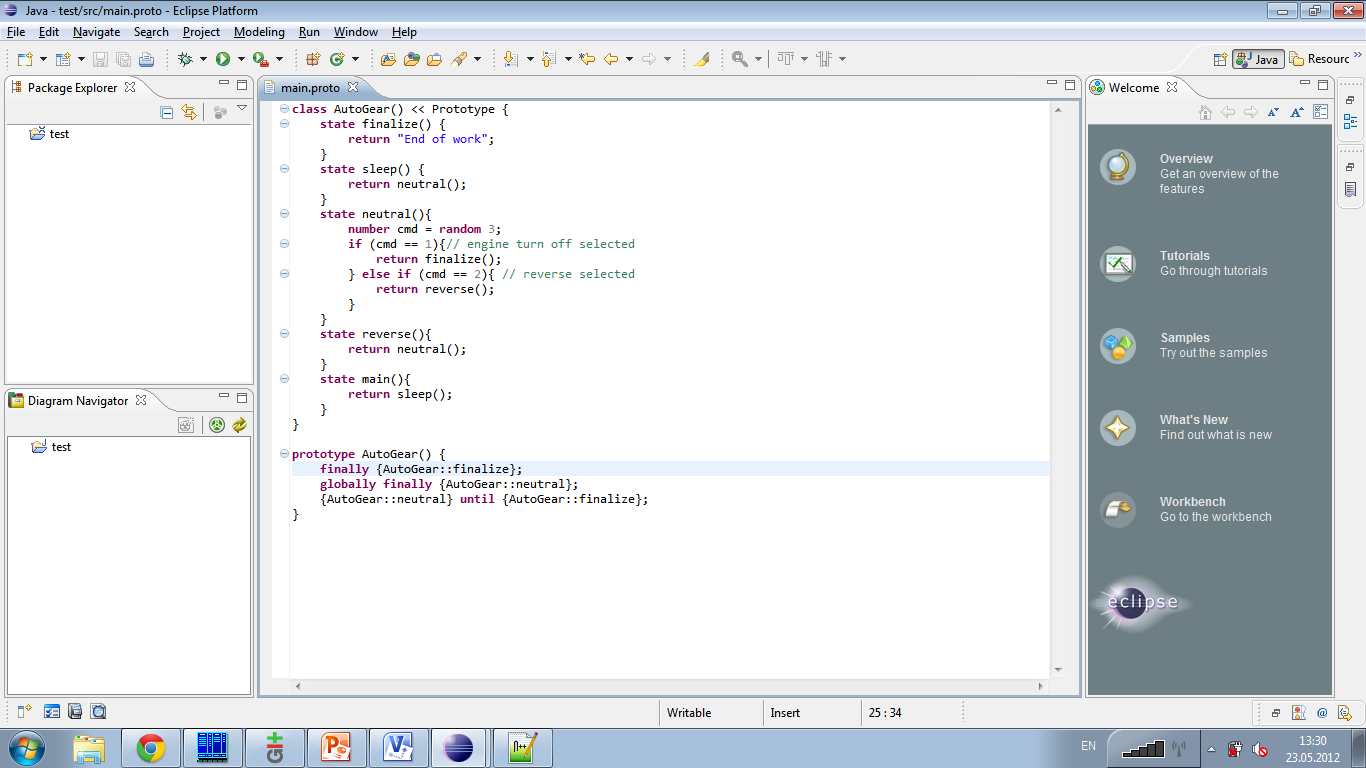 Java - test/src/main.proto - Eclipse Platform
File Edit Navigate Search Project Modeling Run Window Help
Java Resourc »
Package Explorer
test
Diagram Navigator
test
main.proto
class AutoGear() << Prototype {
state finalize() {
return "End of work";
}
state sleep() {
return neutral();
}
state neutral(){
number cmd = random 3;
if (cmd == 1){// engine turn off selected
return finalize();
} else if (cmd == 2){ // reverse selected
return reverse();
}
}
state reverse(){
return neutral();
}
state main(){
return sleep();
}
}
prototype AutoGear() {
finally {AutoGear::finalize};
globally finally {AutoGear::neutral};
{AutoGear::neutral} until {AutoGear::finalize};
}
Welcome
Overview
Get an overview of the
features
Tutorials
Go through tutorials
Samples
Try out the samples
What's New
Find out what is new
Workbench
Go to the workbench
eclipse
Writable Insert 25 : 34
git
EN
13:30
23.05.2012